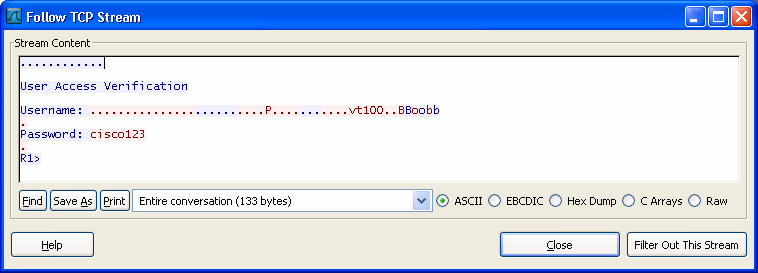 Follow TCP Stream
Stream Content
............
User Access Verification
Username: ...........................P...........vt100..BBoobb
.
Password: cisco123
.
R1>
Find Save As Print Entire conversation (133 bytes) ASCII EBCDIC Hex Dump C Arrays Raw
Help Close Filter Out This Stream